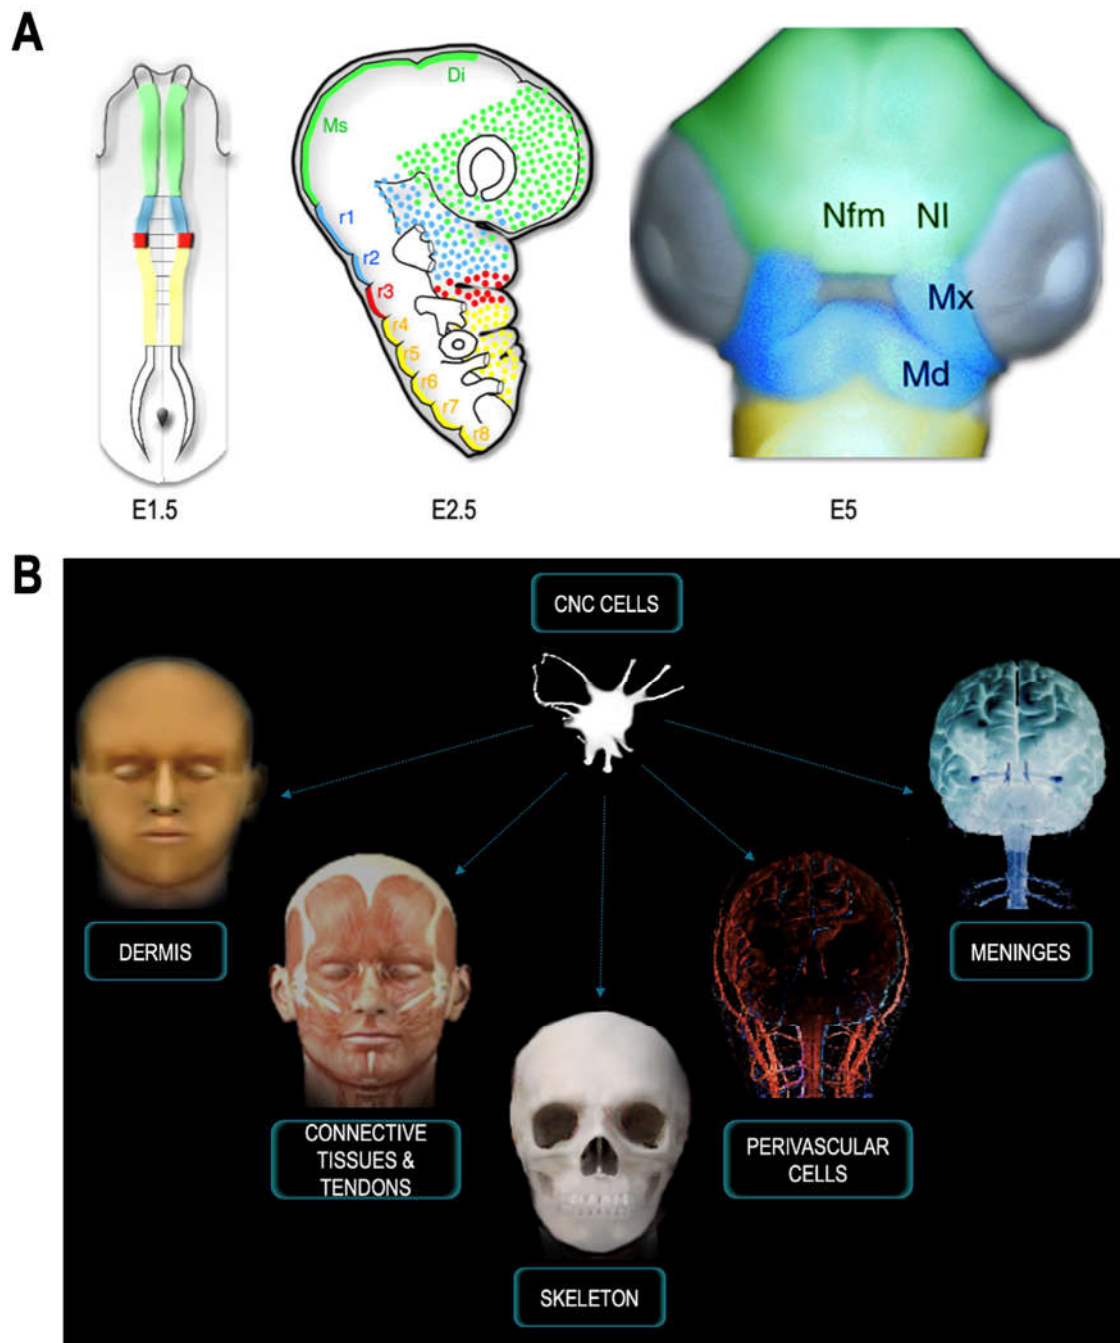 A
Di
Ms
r1
r2
r3
r4
r5
r6
r7
r8
Nfm Nl
Mx
Md
E1.5 E2.5 E5
B
CNC CELLS
DERMIS
MENINGES
CONNECTIVE
TISSUES &
TENDONS
PERIVASCULAR
CELLS
SKELETON